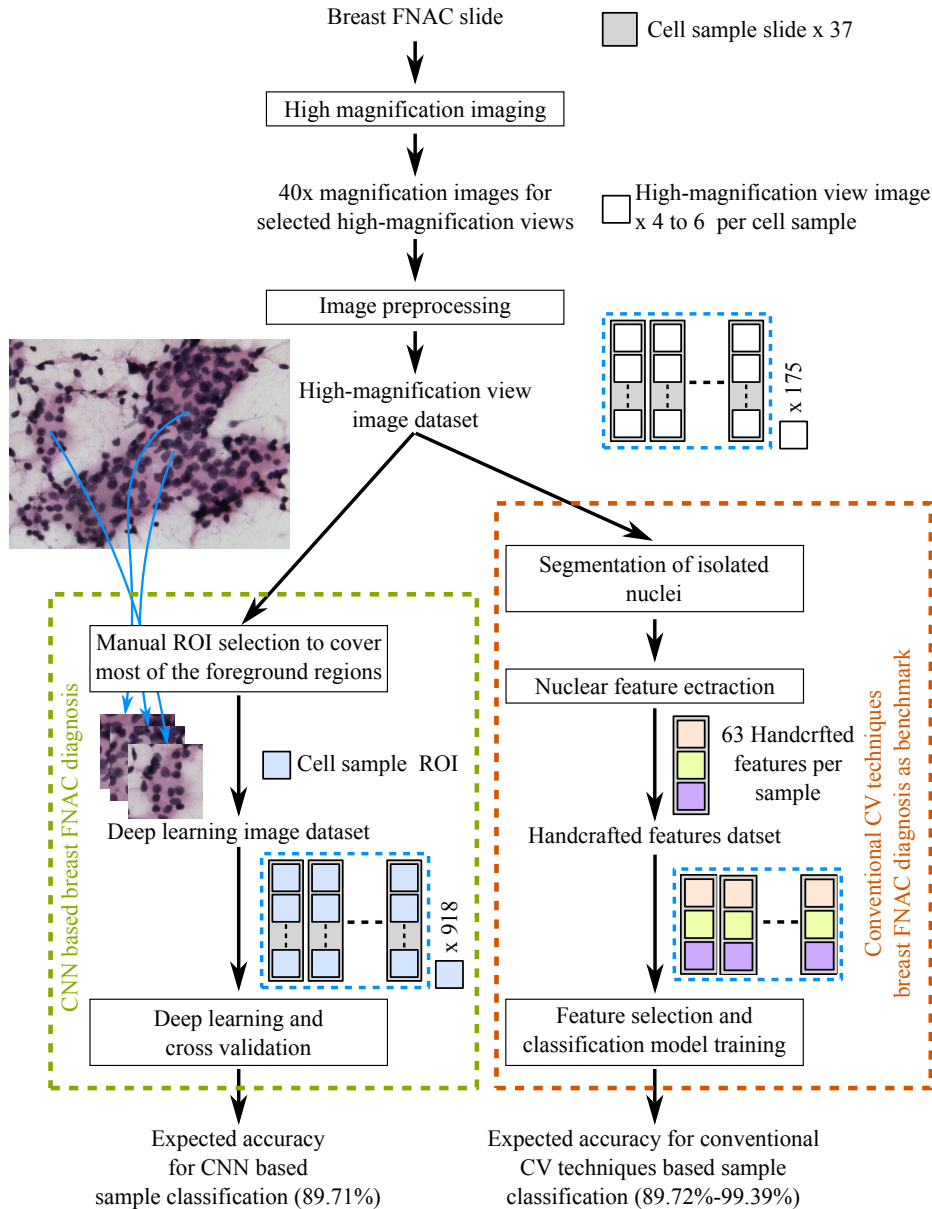 Breast FNAC slide
Cell sample slide x 37
High magnification imaging
40x magnification images for
selected high-magnification views
High-magnification view image
x 4 to 6 per cell sample
Image preprocessing
x 175
High-magnification view
image dataset
CNN based breast FNAC diagnosis
Manual ROI selection to cover
most of the foreground regions
Cell sample ROI
Deep learning image dataset
x 918
Deep learning and
cross validation
Expected accuracy
for CNN based
sample classification (89.71%)
Conventional CV techniques
breast FNAC diagnosis as benchmark
Segmentation of isolated
nuclei
Nuclear feature ectraction
63 Handcrfted
features per
sample
Handcrafted features datset
Feature selection and
classification model training
Expected accuracy for conventional
CV techniques based sample
classification (89.72%-99.39%)